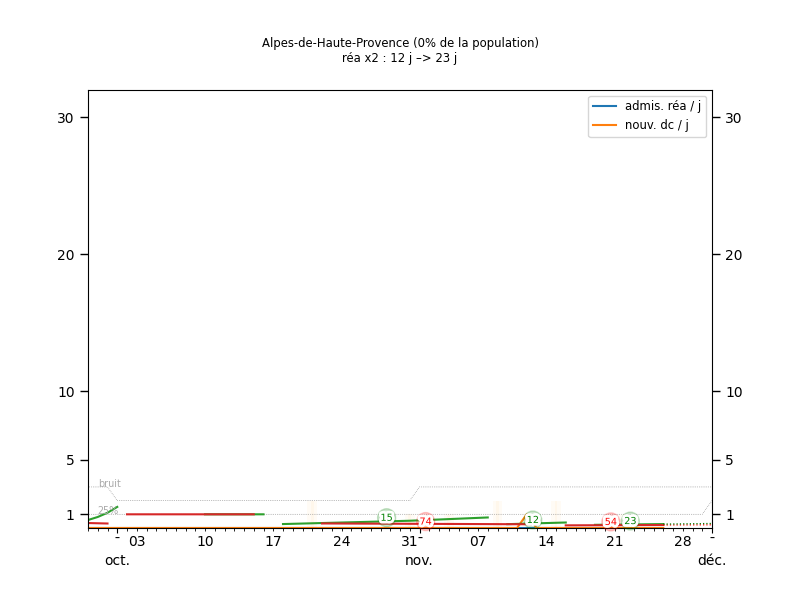 Alpes-de-Haute-Provence (0% de la population)
réa x2 : 12 j –> 23 j
admis. réa / j
nouv. dc / j
30 30
20 20
10 10
5 5
bruit
25%
1 1
15 74 12 54 23
- 03 10 17 24 31 - 07 14 21 28 -
oct. nov. déc.